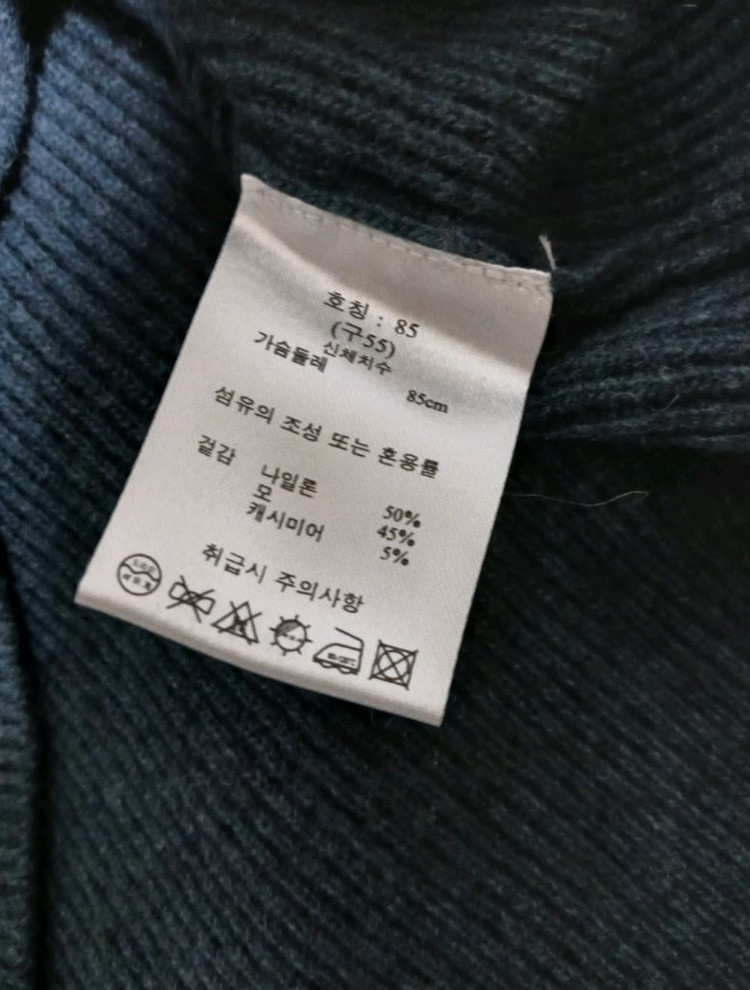 호칭 : 85
(구55)
신체치수
가슴둘레 85cm
섬유의 조성 또는 혼용률
겉감 나일론 50%
모 45%
캐시미어 5%
취급시 주의사항